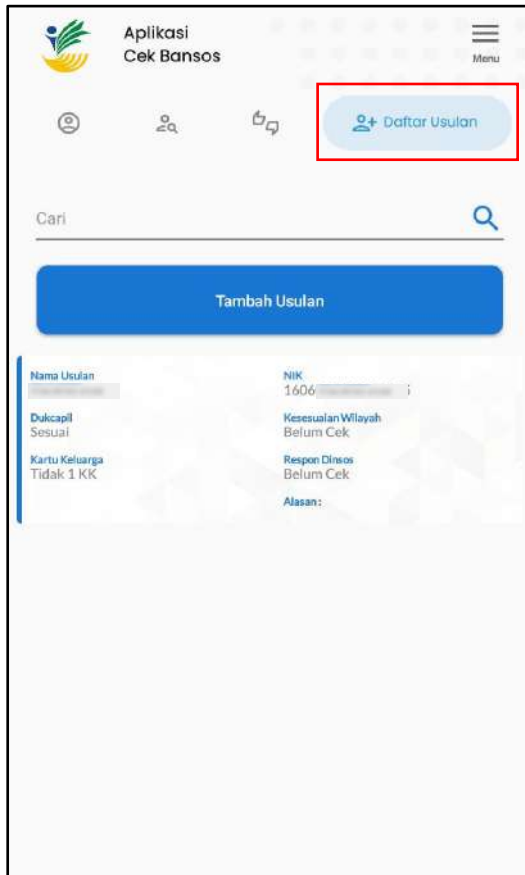 Aplikasi
Cek Bansos
Menu
Daftar Usulan
Cari
Tambah Usulan
Nama Usulan
NIK
1606
Dukcapil
Sesuai
Kesesuaian Wilayah
Belum Cek
Kartu Keluarga
Tidak 1 KK
Respon Dinsos
Belum Cek
Alasan :